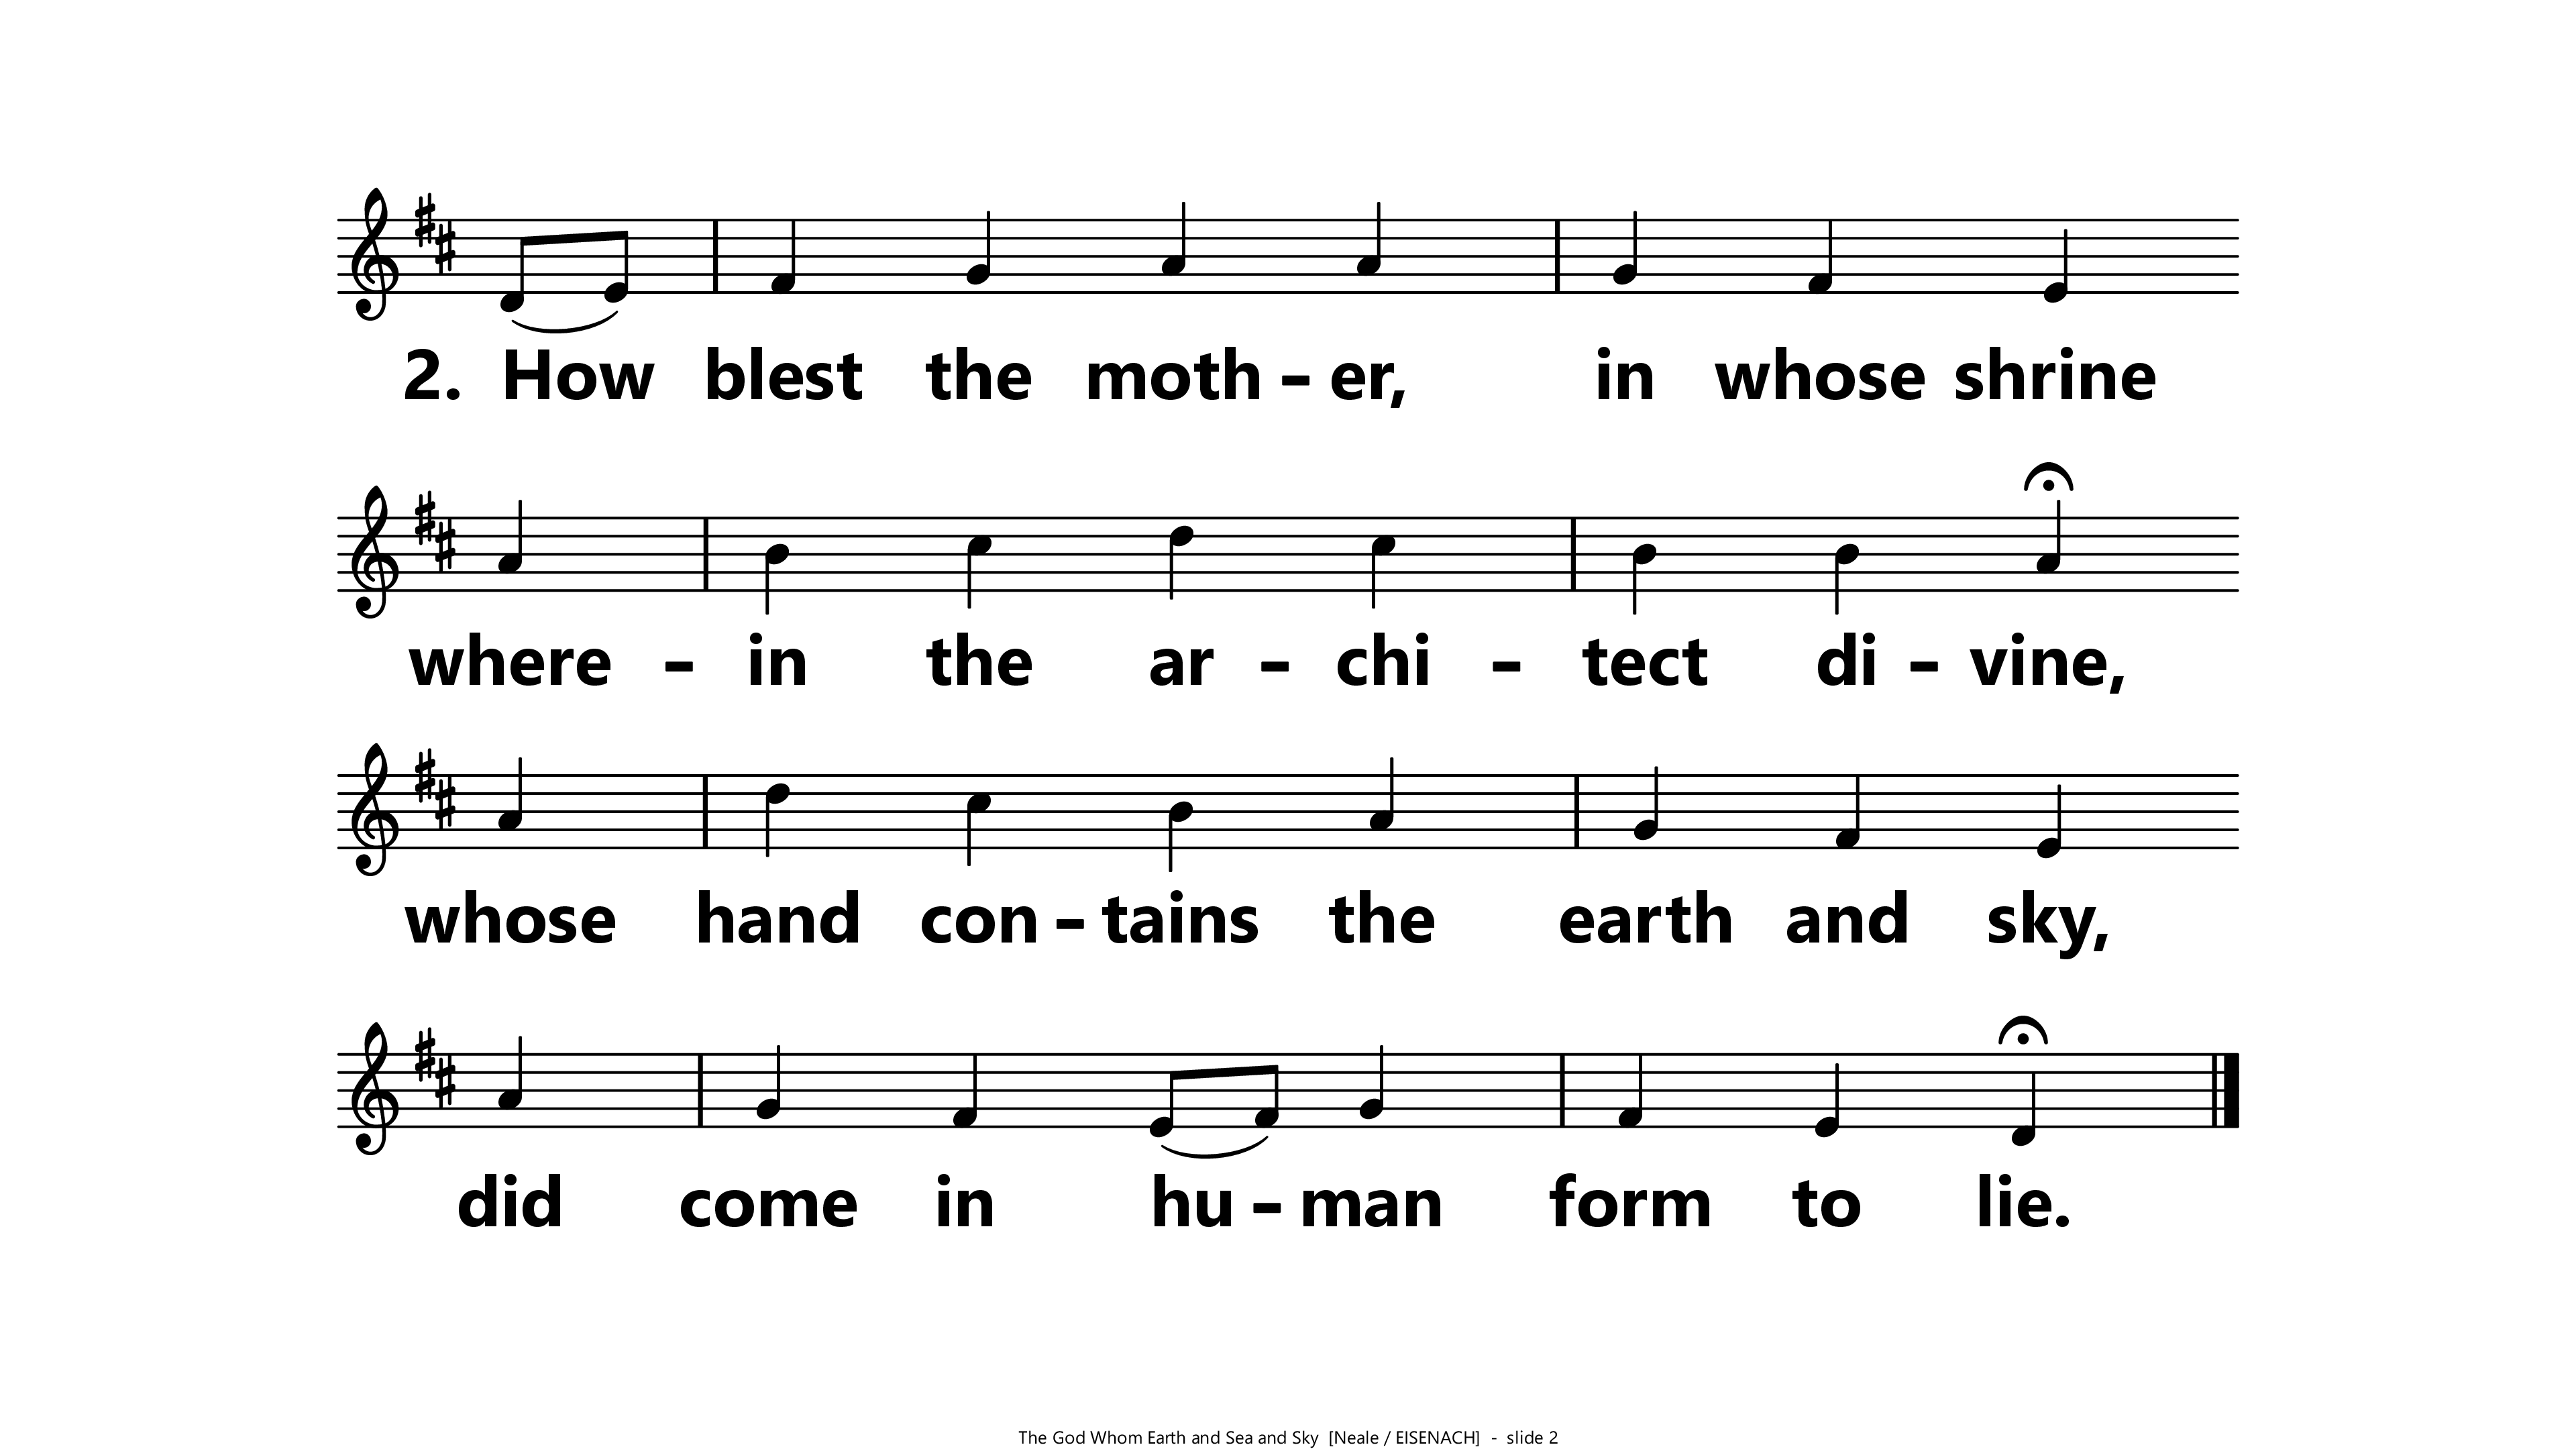 2. How blest the moth - er, in whose shrine
where - in the ar - chi - tect di - vine,
whose hand con - tains the earth and sky,
did come in hu - man form to lie.
The God Whom Earth and Sea and Sky [Neale / EISENACH] - slide 2